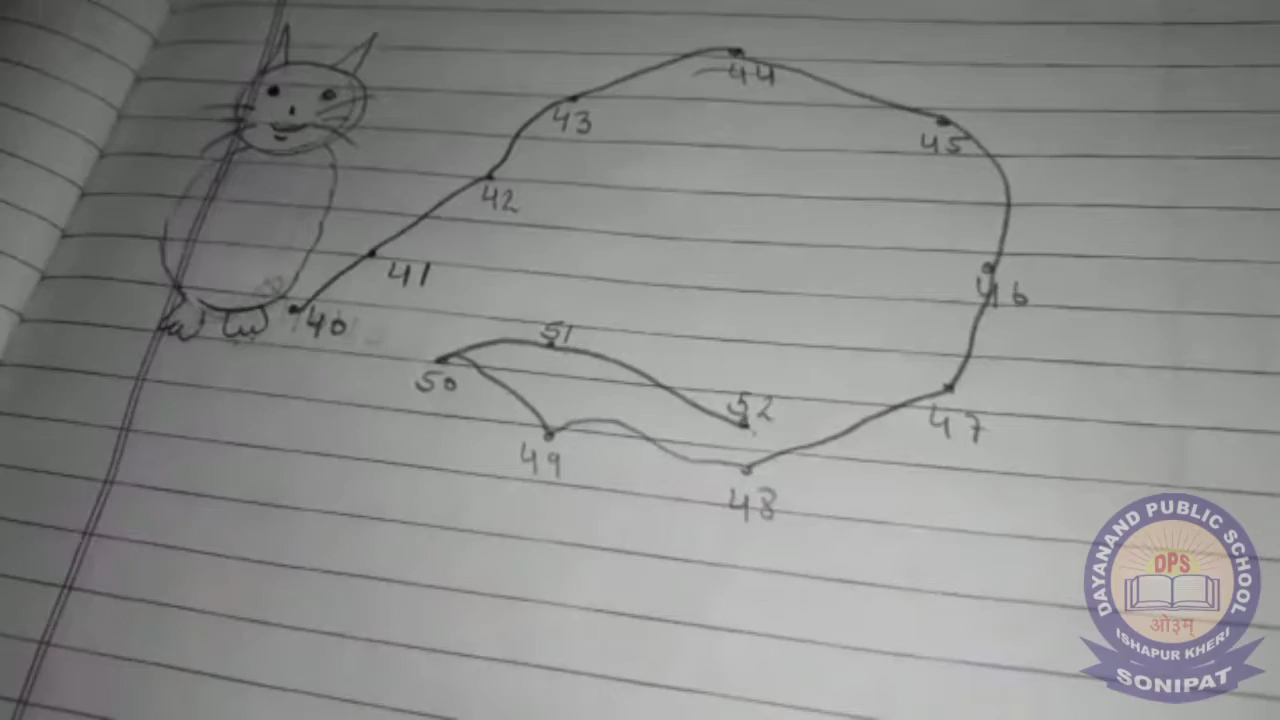 44
43
45
42
41
46
40
51
50
52
47
49
48
DAYANAND PUBLIC SCHOOL
DPS
ओ३म्
ISHAPUR KHERI
SONIPAT